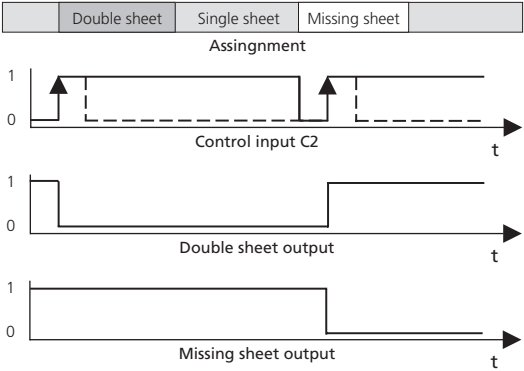 Double sheet Single sheet Missing sheet
Assingnment
1
0
Control input C2
t
1
0
Double sheet output
t
1
0
Missing sheet output
t